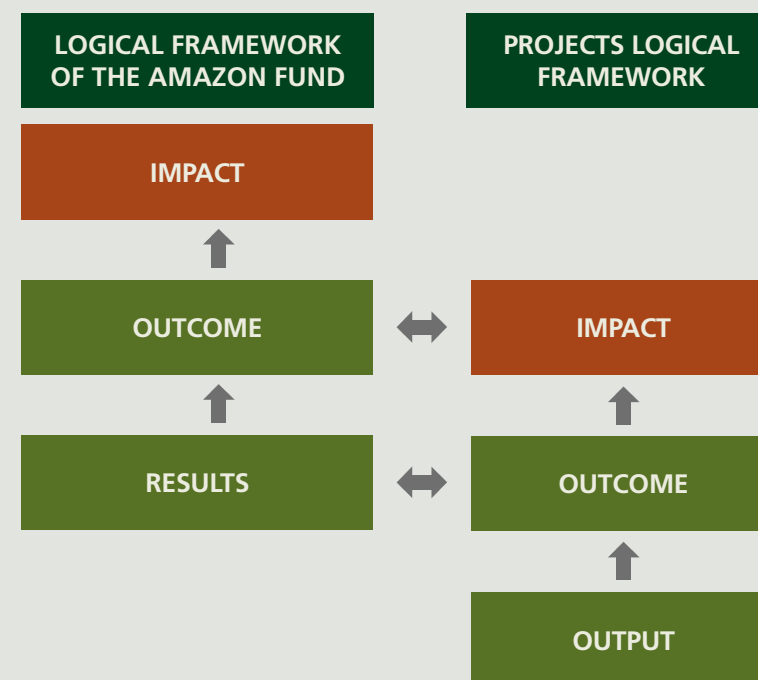 LOGICAL FRAMEWORK
OF THE AMAZON FUND
PROJECTS LOGICAL
FRAMEWORK
IMPACT
OUTCOME
IMPACT
RESULTS
OUTCOME
OUTPUT